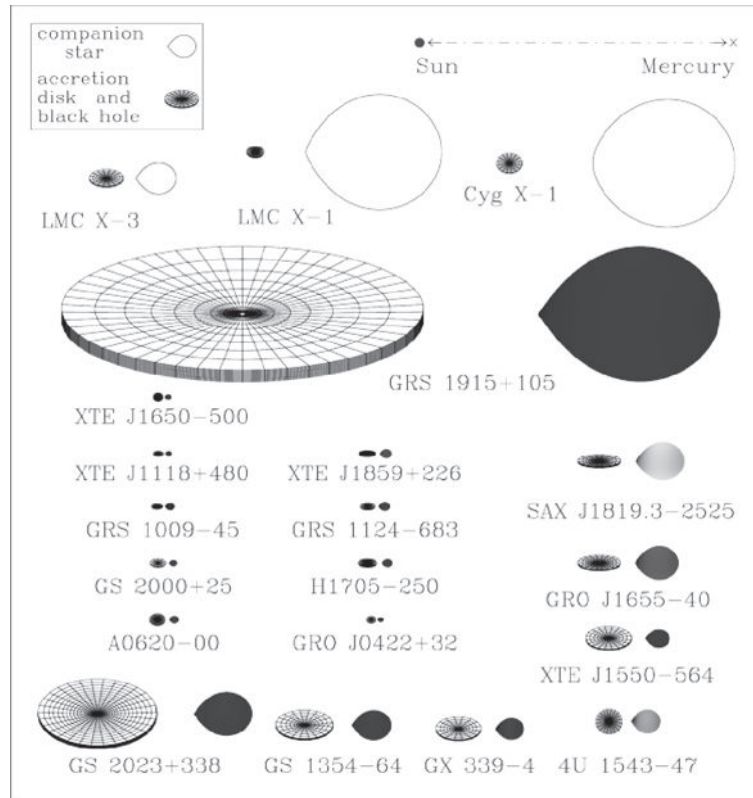 companion
star
accretion
disk and
black hole
Sun
Mercury
LMC X-3
LMC X-1
Cyg X-1
GRS 1915+105
XTE J1650-500
XTE J1118+480
XTE J1859+226
SAX J1819.3-2525
GRS 1009-45
GRS 1124-683
GS 2000+25
H1705-250
GRO J1655-40
A0620-00
GRO J0422+32
XTE J1550-564
GS 2023+338
GS 1354-64
GX 339-4
4U 1543-47